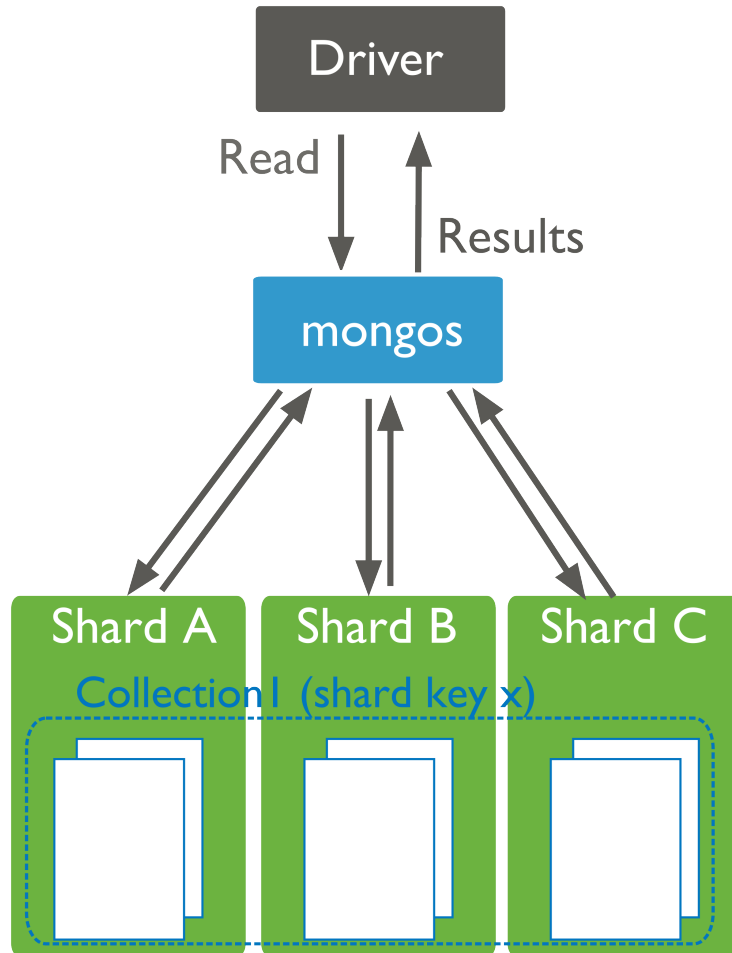 Driver
Read
Results
mongos
Shard A
Shard B
Shard C
Collection1 (shard key x)